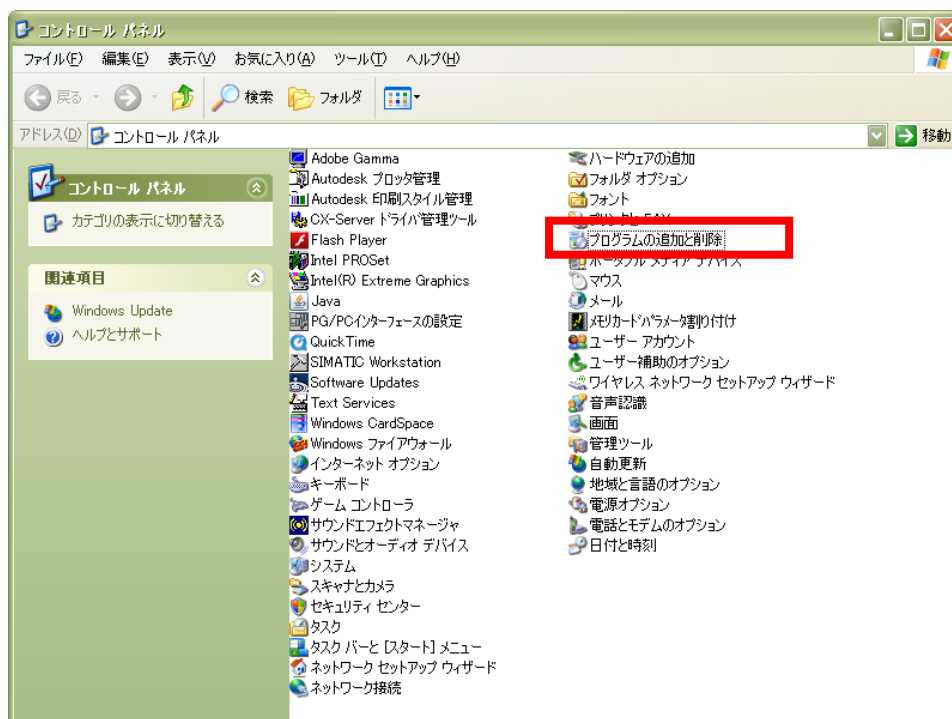 コントロール パネル
ファイル(F) 編集(E) 表示(V) お気に入り(A) ツール(T) ヘルプ(H)
戻る 検索 フォルダ
アドレス(D) コントロール パネル 移動
コントロール パネル
カテゴリの表示に切り替える
関連項目
Windows Update
ヘルプとサポート
Adobe Gamma
Autodesk プロッタ管理
Autodesk 印刷スタイル管理
CX-Server ドライバ管理ツール
Flash Player
Intel PROSet
Intel(R) Extreme Graphics
Java
PG/PCインターフェースの設定
QuickTime
SIMATIC Workstation
Software Updates
Text Services
Windows CardSpace
Windows ファイアウォール
インターネット オプション
キーボード
ゲーム コントローラ
サウンドエフェクトマネージャ
サウンドとオーディオ デバイス
システム
スキャナとカメラ
セキュリティ センター
タスク
タスク バーと [スタート] メニュー
ネットワーク セットアップ ウィザード
ネットワーク接続
ハードウェアの追加
フォルダ オプション
フォント
プリンタと FAX
プログラムの追加と削除
ポータブル メディア デバイス
マウス
メール
メモリカードパラメータ割り付け
ユーザー アカウント
ユーザー補助のオプション
ワイヤレス ネットワーク セットアップ ウィザード
音声認識
画面
管理ツール
自動更新
地域と言語のオプション
電源オプション
電話とモデムのオプション
日付と時刻